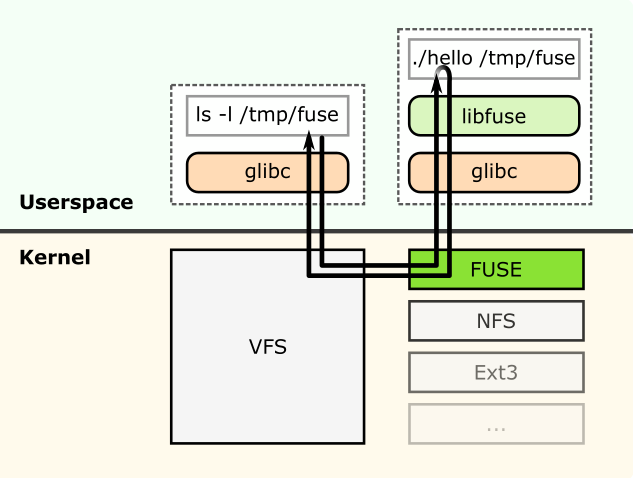 ./hello /tmp/fuse
ls -l /tmp/fuse
libfuse
glibc
glibc
Userspace
Kernel
FUSE
NFS
VFS
Ext3
...